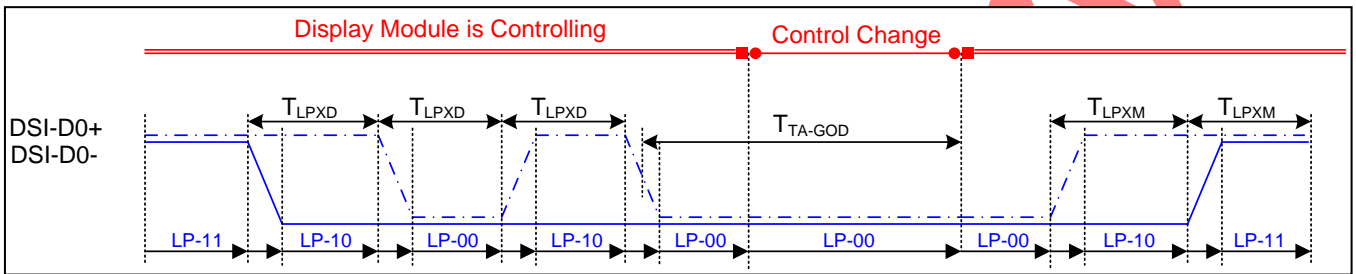 Display Module is Controlling Control Change
TLPXD TLPXD TLPXD TTA-GOD TLPXM TLPXM
DSI-D0+
DSI-D0-
LP-11 LP-10 LP-00 LP-10 LP-00 LP-00 LP-00 LP-10 LP-11